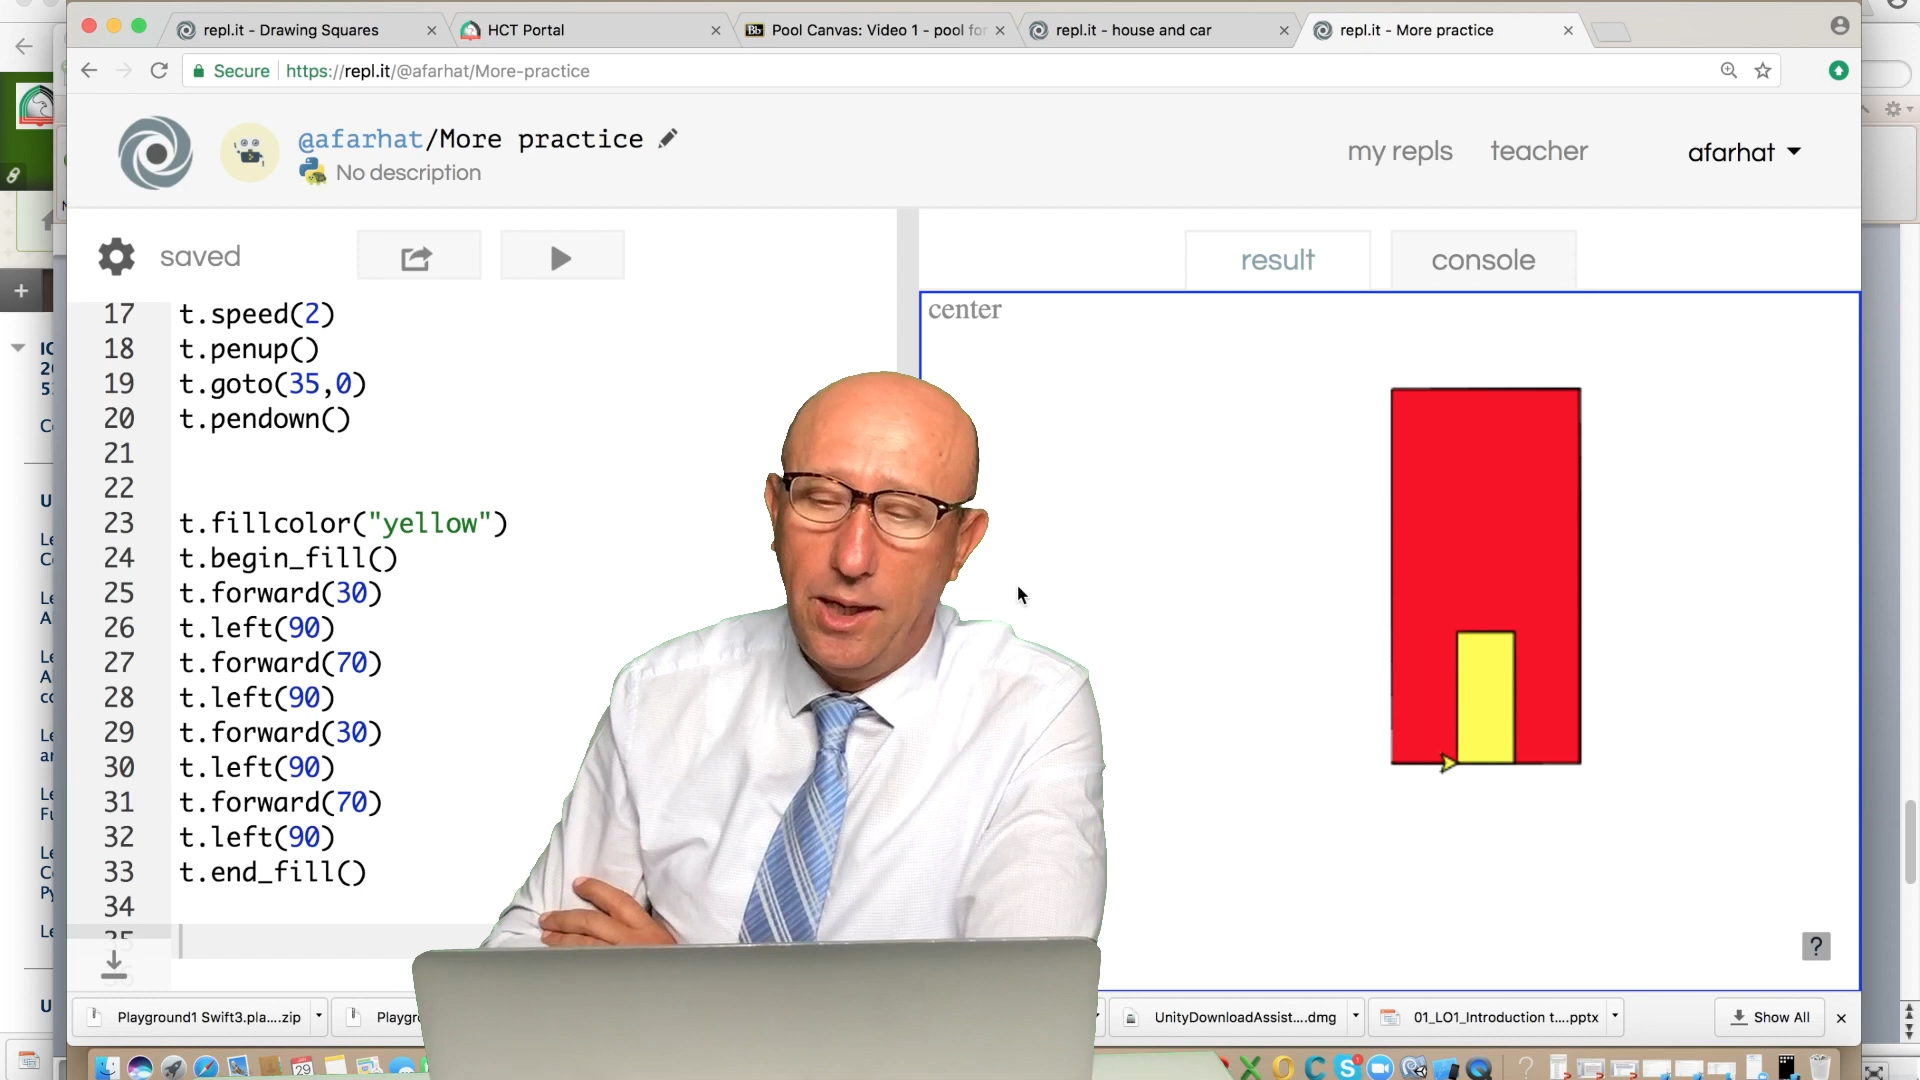 repl.it - Drawing Squares
HCT Portal
Bb Pool Canvas: Video 1 - pool for
repl.it - house and car
repl.it - More practice
Secure https://repl.it/@afarhat/More-practice
@afarhat/More practice
No description
my repls
teacher
afarhat
saved
result
console
center
17 t.speed(2)
18 t.penup()
19 t.goto(35,0)
20 t.pendown()
21
22
23 t.fillcolor("yellow")
24 t.begin_fill()
25 t.forward(30)
26 t.left(90)
27 t.forward(70)
28 t.left(90)
29 t.forward(30)
30 t.left(90)
31 t.forward(70)
32 t.left(90)
33 t.end_fill()
34
?
Playground1 Swift3.pla....zip
Playgr
UnityDownloadAssist....dmg
01_LO1_Introduction t....pptx
Show All
29